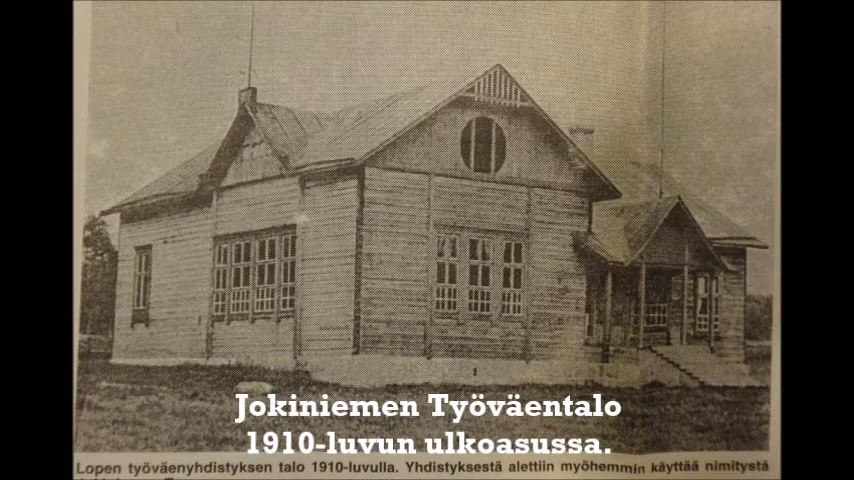 Jokiniemen Työväentalo
1910-luvun ulkoasussa.
Lopen työväenyhdistyksen talo 1910-luvulla. Yhdistyksestä alettiin myöhemmin käyttää nimitystä